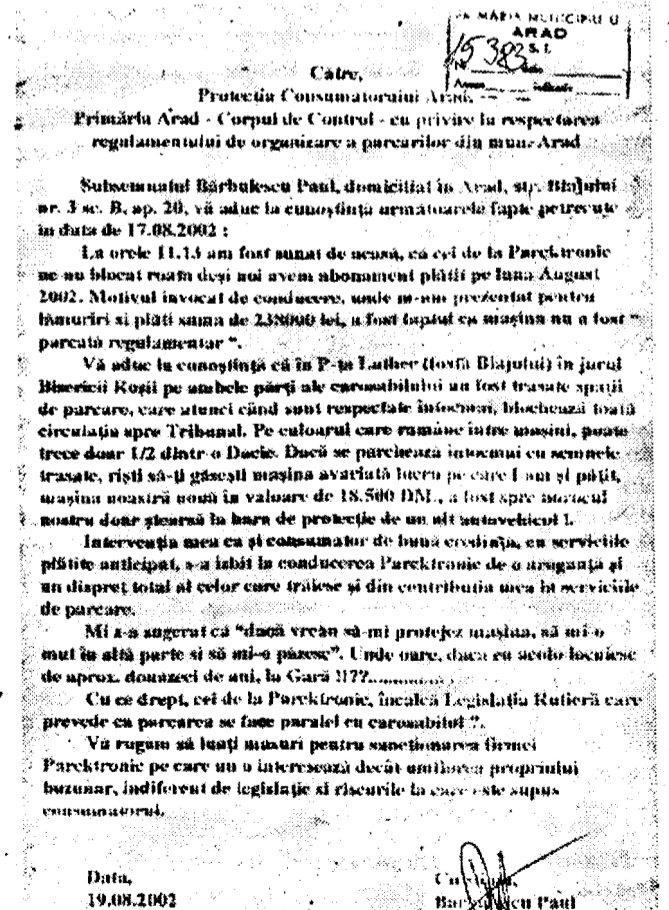 MĂRIA MUNICIPIU U
ARAD
15383 S. I.
Către,
Protecția Consumatorului Arad,
Primăria Arad - Corpul de Control - cu privire la respectarea
regulamentului de organizare a parcărilor din mun. Arad
Subsemnatul Bărbulescu Paul, domiciliat în Arad, str. Blajului
nr. 3 sc. B, ap. 20, vă aduc la cunoștință următoarele fapte petrecute
în data de 17.08.2002 :
La orele 11.15 am fost sunat de acasă, că cei de la Parcktronic
ne-au blocat roata deși noi avem abonament plătit pe luna August
2002. Motivul invocat de conducere, unde m-am prezentat pentru
lămuriri si plăti suma de 238000 lei, a fost faptul ca mașina nu a fost "
parcată regulamentar ".
Vă aduc la cunoștință că în P-ța Luther (fostă Blajului) în jurul
Bisericii Roșii pe ambele părți ale carosabilului au fost trasate spații
de parcare, care atunci când sunt respectate întocmai, blochează toată
circulația spre Tribunal. Pe culoarul care rămâne între mașini, poate
trece doar 1/2 dintr-o Dacie. Dacă se parchează întocmai cu semnele
trasate, riști să-ți găsești mașina avariată lucru pe care l-am și pățit,
mașina noastră nouă în valoare de 18.500 DM., a fost spre norocul
nostru doar ștearsă la bara de protecție de un alt autovehicul !.
Intervenția mea ca și consumator de bună credință, cu serviciile
plătite anticipat, s-a izbit la conducerea Parcktronic de o aroganță și
un dispreț total al celor care trăiesc și din contribuția mea la serviciile
de parcare.
Mi s-a sugerat că "dacă vreau să-mi protejez mașina, să mi-o
mut în altă parte si să mi-o păzesc". Unde oare, daca eu acolo locuiesc
de aprox. douăzeci de ani, la Gară !!??............
Cu ce drept, cei de la Parcktronic, încalcă Legislația Rutieră care
prevede ca parcarea se face paralel cu carosabilul ?.
Vă rugăm să luați măsuri pentru sancționarea firmei
Parcktronic pe care nu o interesează decât umflarea propriului
buzunar, indiferent de legislație si riscurile la care este supus
consumatorul.
Data,
19.08.2002
Bărbulescu Paul